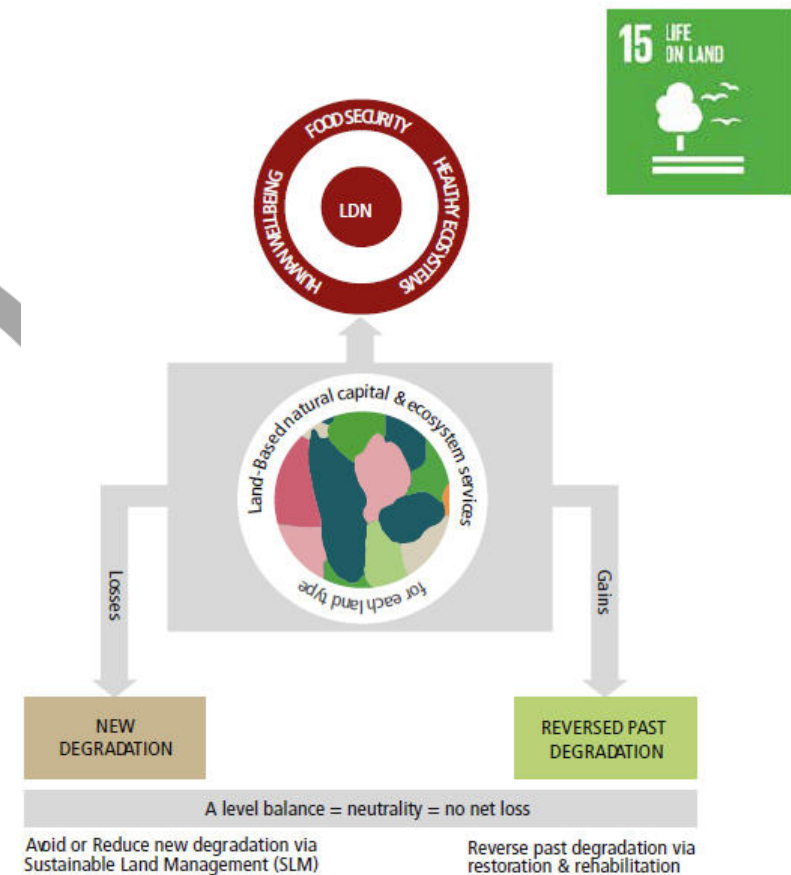 15 LIFE
ON LAND
FOOD SECURITY
HUMAN WELLBEING
HEALTHY ECOSYSTEMS
LDN
Land-Based natural capital & ecosystem services
for each land type
Losses
Gains
NEW
DEGRADATION
REVERSED PAST
DEGRADATION
A level balance = neutrality = no net loss
Avoid or Reduce new degradation via
Sustainable Land Management (SLM)
Reverse past degradation via
restoration & rehabilitation